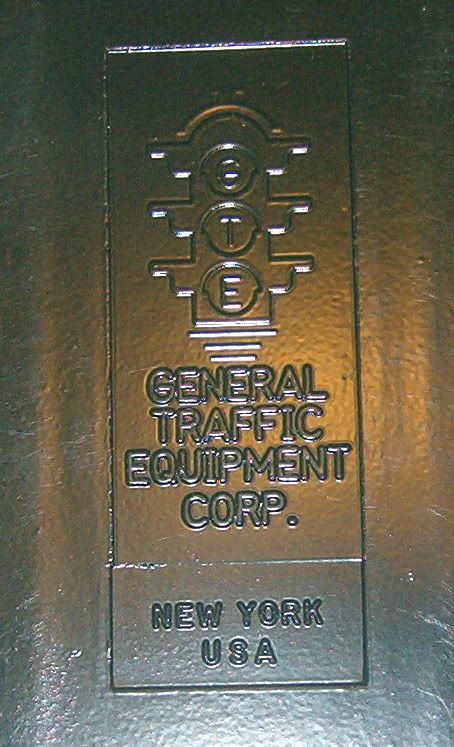 G
T
E
GENERAL
TRAFFIC
EQUIPMENT
CORP.
NEW YORK
USA